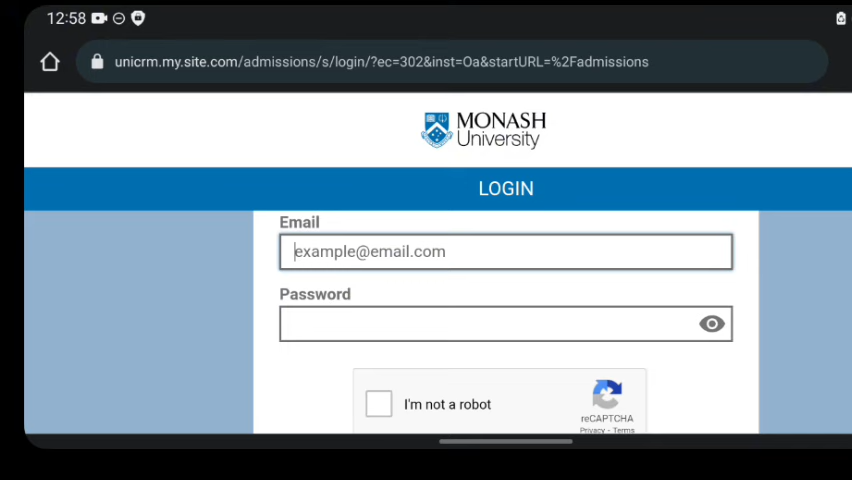 12:58
unicrm.my.site.com/admissions/s/login/?ec=302&inst=Oa&startURL=%2Fadmissions
MONASH
University
LOGIN
Email
example@email.com
Password
I'm not a robot
reCAPTCHA
Privacy - Terms